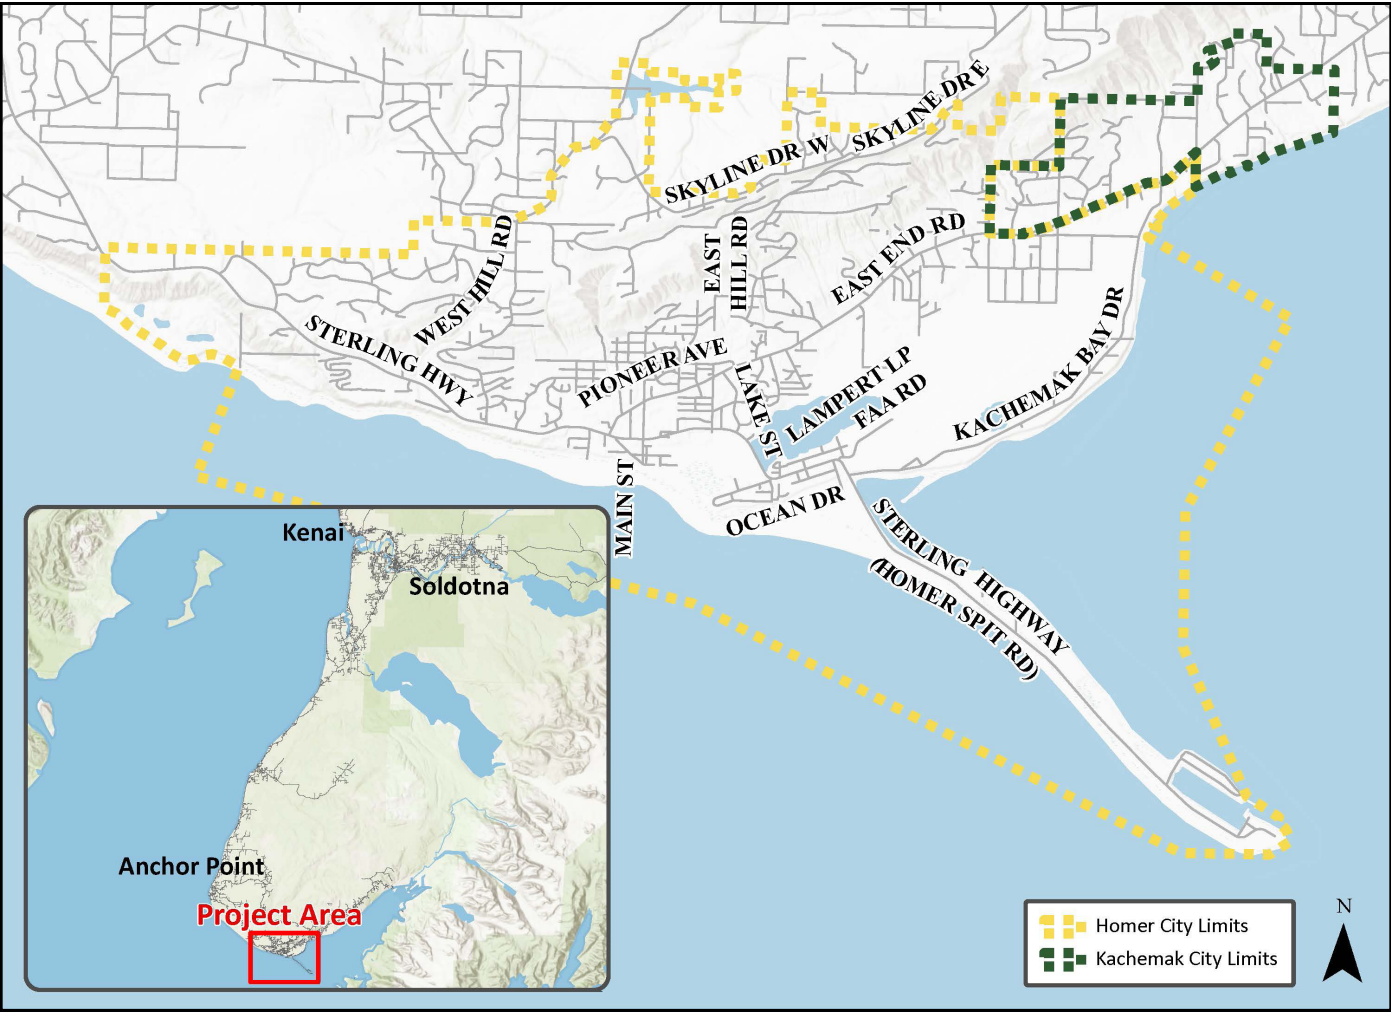 SKYLINE DR E
SKYLINE DR W
WEST HILL RD
EAST
HILL RD
EAST END RD
STERLING HWY
PIONEER AVE
LAKE ST
LAMPERT LP
FAA RD
KACHEMAK BAY DR
MAIN ST
OCEAN DR
STERLING HIGHWAY
(HOMER SPIT RD)
Kenai
Soldotna
Anchor Point
Project Area
N
Homer City Limits
Kachemak City Limits